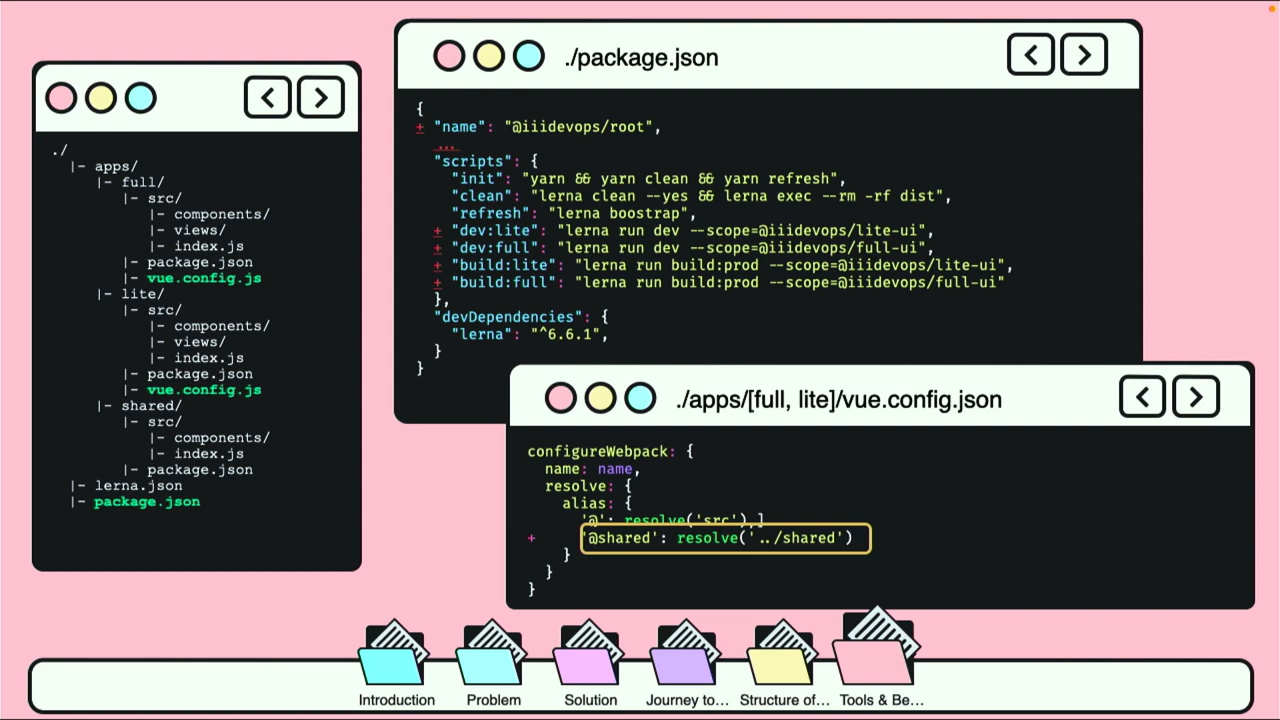 ./
|- apps/
|- full/
|- src/
|- components/
|- views/
|- index.js
|- package.json
|- vue.config.js
|- lite/
|- src/
|- components/
|- views/
|- index.js
|- package.json
|- vue.config.js
|- shared/
|- src/
|- components/
|- index.js
|- package.json
|- lerna.json
|- package.json
./package.json
{
+ "name": "@iiidevops/root",
...
"scripts": {
"init": "yarn && yarn clean && yarn refresh",
"clean": "lerna clean --yes && lerna exec --rm -rf dist",
"refresh": "lerna boostrap",
+ "dev:lite": "lerna run dev --scope=@iiidevops/lite-ui",
+ "dev:full": "lerna run dev --scope=@iiidevops/full-ui",
+ "build:lite": "lerna run build:prod --scope=@iiidevops/lite-ui",
+ "build:full": "lerna run build:prod --scope=@iiidevops/full-ui"
},
"devDependencies": {
"lerna": "^6.6.1",
}
}
./apps/[full, lite]/vue.config.json
configureWebpack: {
name: name,
resolve: {
alias: {
'@': resolve('src'),]
+ '@shared': resolve('../shared')
}
}
}
Introduction
Problem
Solution
Journey to...
Structure of...
Tools & Be...